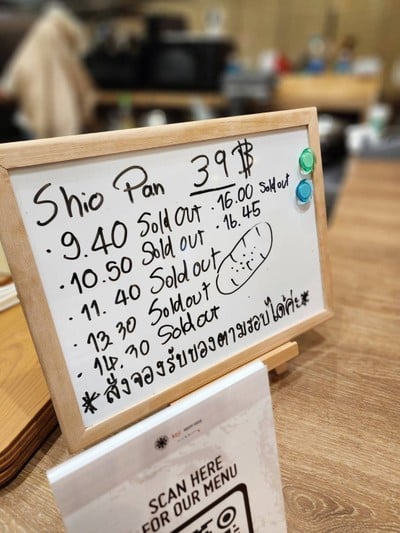 Shio Pan 39฿
· 9.40 Sold out
· 10.50 Sold out
· 11.40 Sold out
· 13.30 Sold out
· 14.30 Sold out
· 16.00 Sold out
· 16.45
*สั่งจองรับของตามรอบได้ค่ะ*
SCAN HERE
FOR OUR MENU